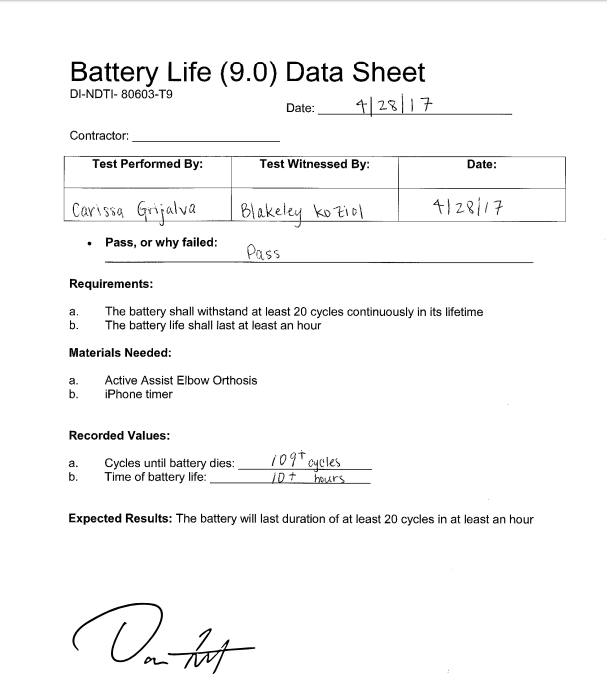 Battery Life (9.0) Data Sheet
DI-NDTI- 80603-T9
Date: 4/28/17
Contractor:
Test Performed By: Test Witnessed By: Date:
Carissa Grijalva Blakeley Koziol 4/28/17
• Pass, or why failed: Pass
Requirements:
a. The battery shall withstand at least 20 cycles continuously in its lifetime
b. The battery life shall last at least an hour
Materials Needed:
a. Active Assist Elbow Orthosis
b. iPhone timer
Recorded Values:
a. Cycles until battery dies: 109+ cycles
b. Time of battery life: 10+ hours
Expected Results: The battery will last duration of at least 20 cycles in at least an hour